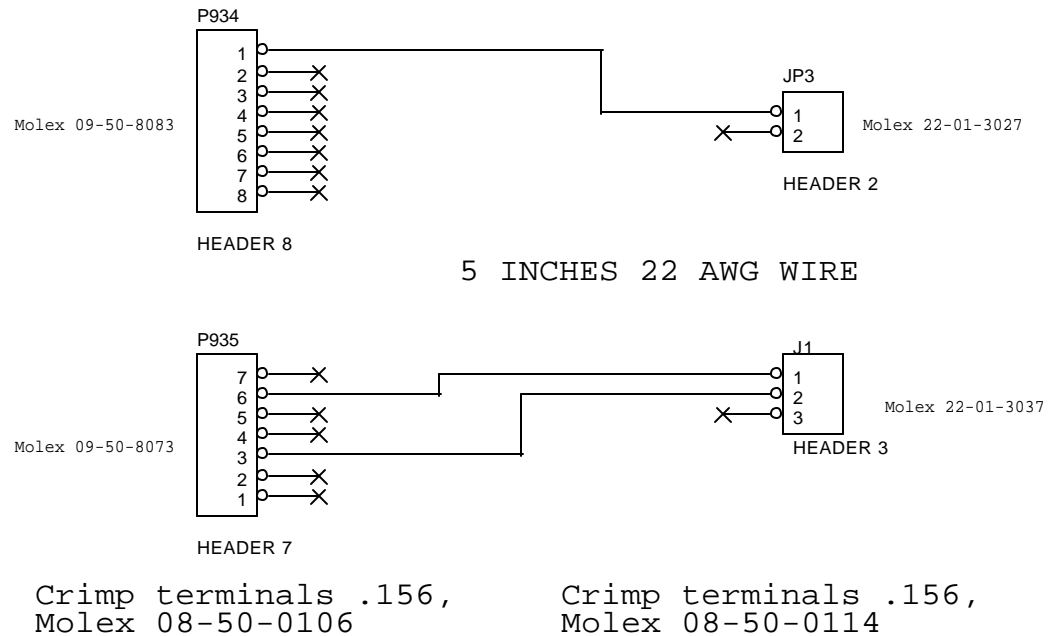 P934
1
2
3
4
5
6
7
8
Molex 09-50-8083
HEADER 8
JP3
1
2
Molex 22-01-3027
HEADER 2
5 INCHES 22 AWG WIRE
P935
7
6
5
4
3
2
1
Molex 09-50-8073
HEADER 7
J1
1
2
3
Molex 22-01-3037
HEADER 3
Crimp terminals .156,
Molex 08-50-0106
Crimp terminals .156,
Molex 08-50-0114